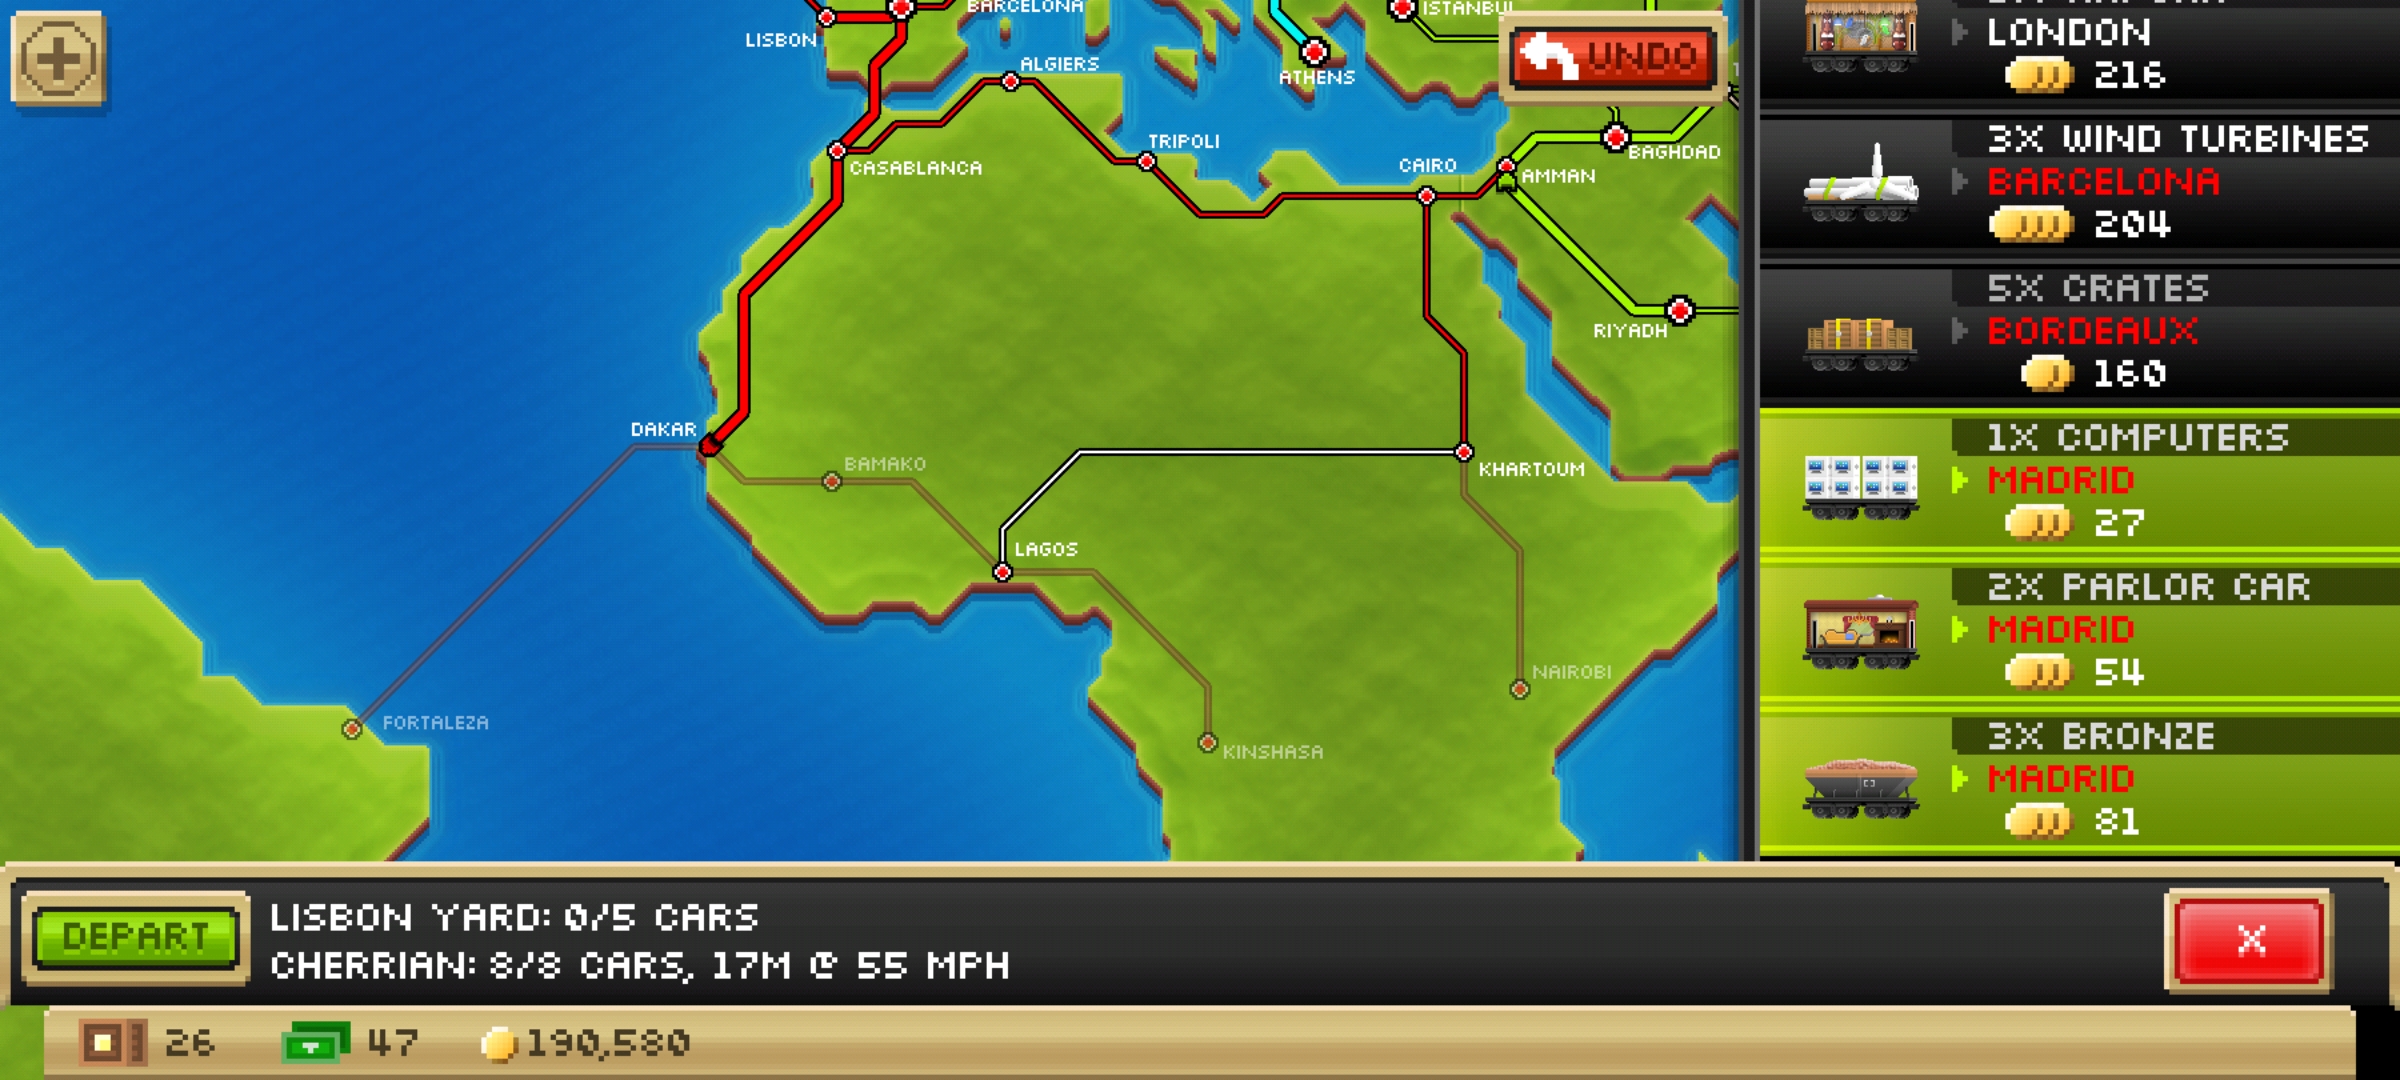 BARCELONA
LISBON
ISTANBUL
ATHENS
UNDO
ALGIERS
TRIPOLI
CASABLANCA
CAIRO
AMMAN
BAGHDAD
RIYADH
DAKAR
BAMAKO
KHARTOUM
LAGOS
NAIROBI
FORTALEZA
KINSHASA
LONDON
216
3X WIND TURBINES
BARCELONA
204
5X CRATES
BORDEAUX
160
1X COMPUTERS
MADRID
27
2X PARLOR CAR
MADRID
54
3X BRONZE
MADRID
81
DEPART
LISBON YARD: 0/5 CARS
CHERRIAN: 8/8 CARS, 17M @ 55 MPH
X
26
47
190,580